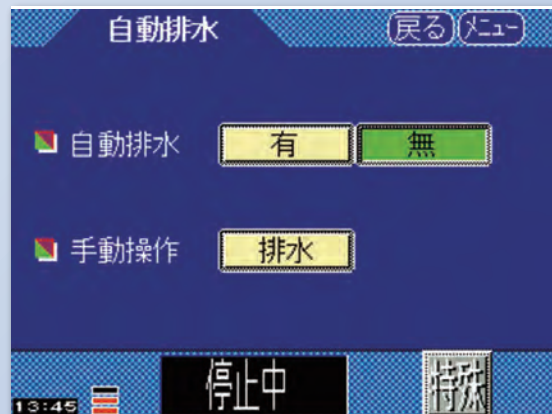 自動排水 戻る メニュー
自動排水 有 無
手動操作 排水
13:45 停止中 特殊